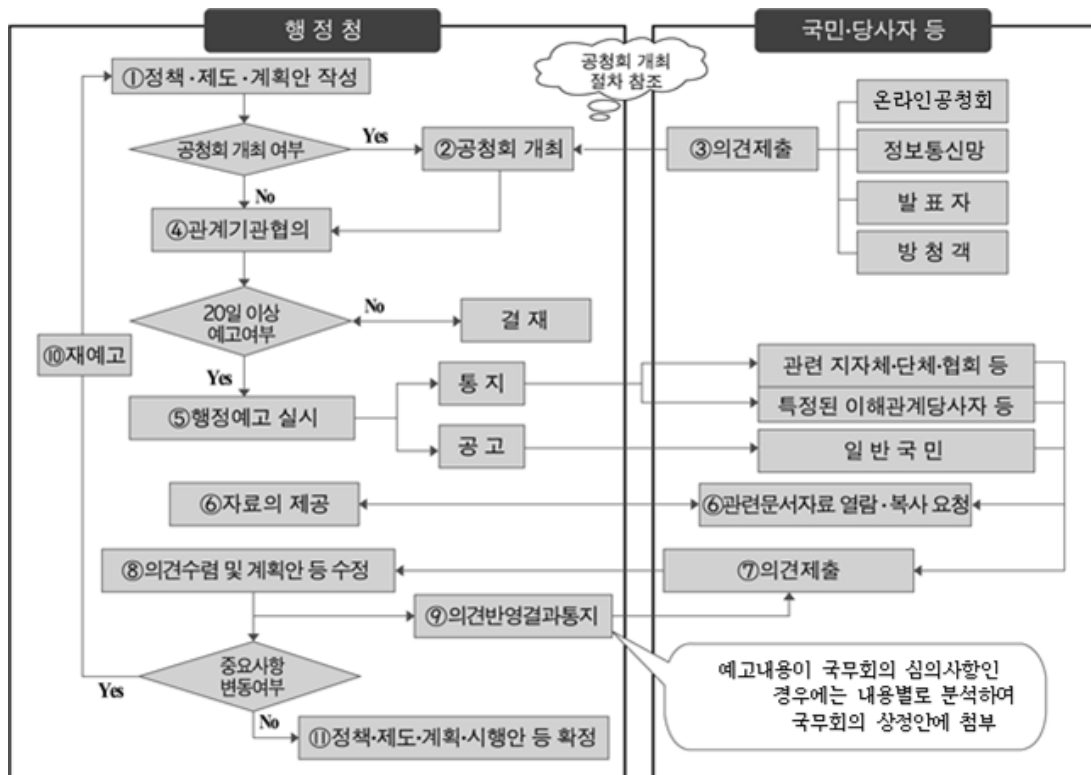 행정청
국민·당사자 등
공청회 개최
절차 참조
①정책·제도·계획안 작성
온라인공청회
공청회 개최 여부
Yes
②공청회 개최
③의견제출
정보통신망
No
발표자
④관계기관협의
방청객
20일 이상
예고여부
No
결재
⑩재예고
Yes
통지
관련 지자체·단체·협회 등
⑤행정예고 실시
특정된 이해관계당사자 등
공고
일반국민
⑥자료의 제공
⑥관련문서자료 열람·복사 요청
⑧의견수렴 및 계획안 등 수정
⑦의견제출
⑨의견반영결과통지
중요사항
변동여부
Yes
예고내용이 국무회의 심의사항인
경우에는 내용별로 분석하여
국무회의 상정안에 첨부
No
⑪정책·제도·계획·시행안 등 확정